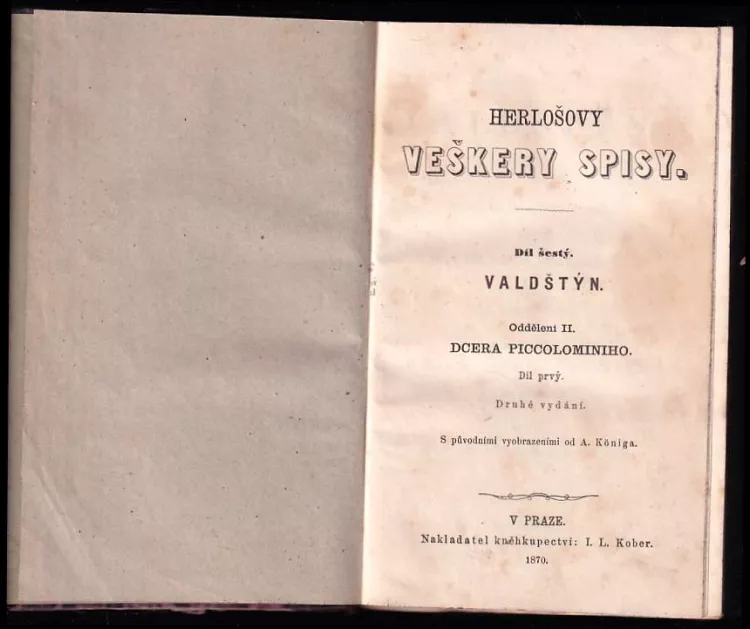 HERLOŠOVY
VEŠKERY SPISY.
Díl šestý.
VALDŠTÝN.
Oddělení II.
DCERA PICCOLOMINIHO.
Díl prvý.
Druhé vydání.
S původními vyobrazeními od A. Königa.
V PRAZE.
Nakladatel kněhkupectví: I. L. Kober.
1870.